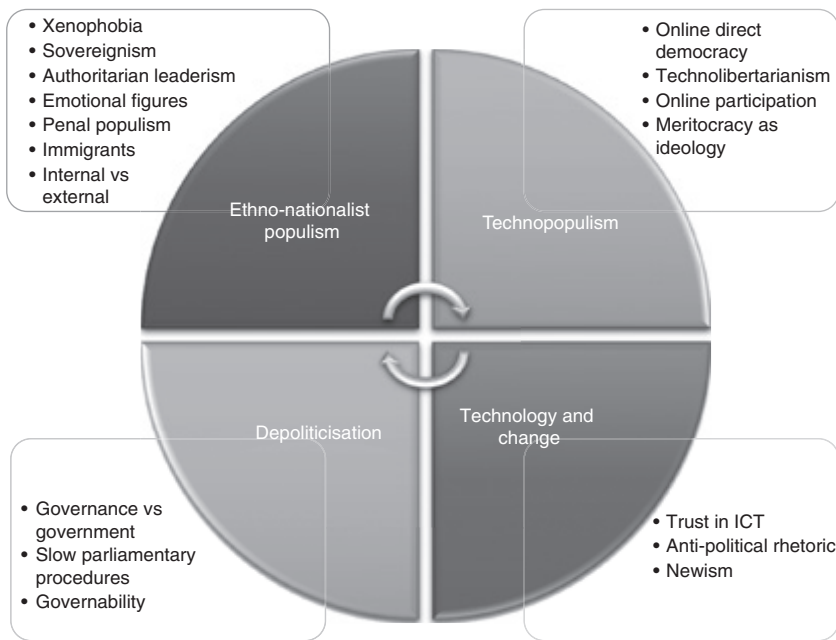 • Xenophobia
• Sovereignism
• Authoritarian leaderism
• Emotional figures
• Penal populism
• Immigrants
• Internal vs
external
• Online direct
democracy
• Technolibertarianism
• Online participation
• Meritocracy as
ideology
Ethno-nationalist
populism
Technopopulism
Depoliticisation
Technology and
change
• Governance vs
government
• Slow parliamentary
procedures
• Governability
• Trust in ICT
• Anti-political rhetoric
• Newism